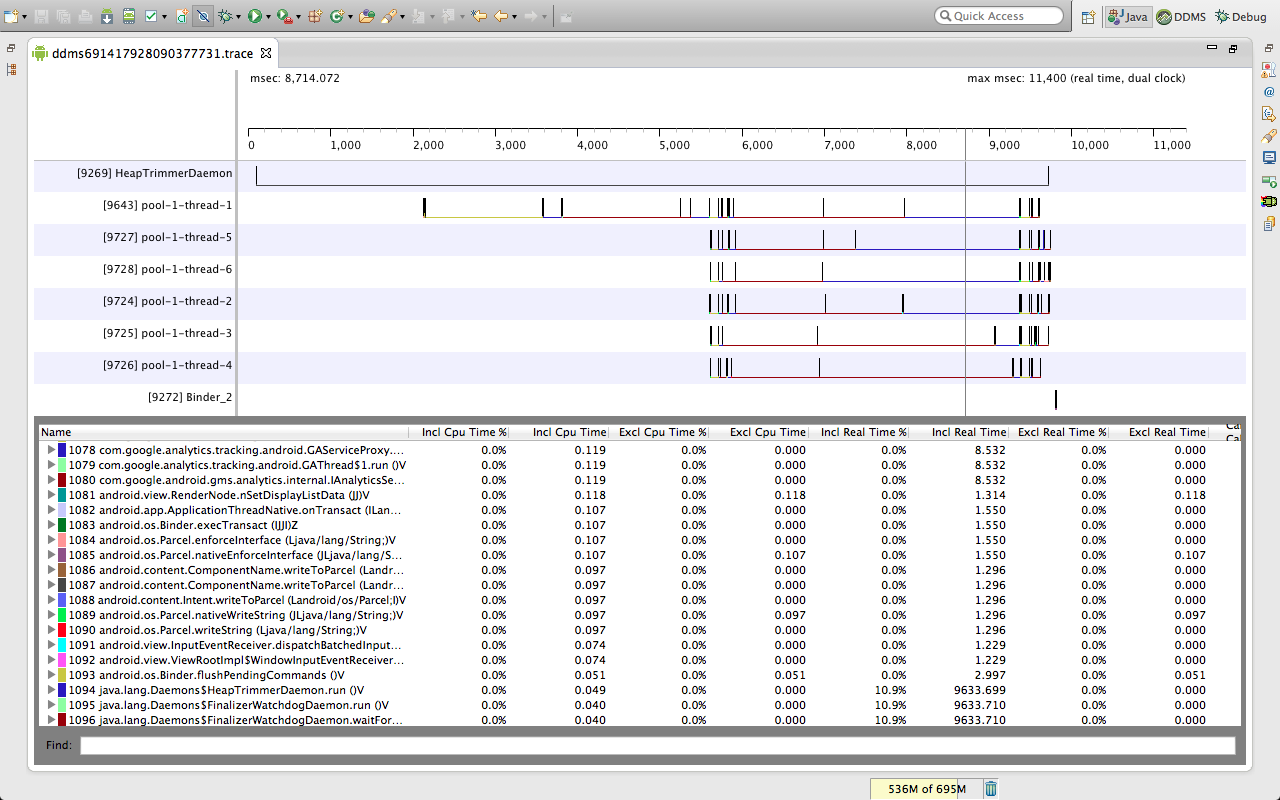 Quick Access Java DDMS Debug
ddms691417928090377731.trace
msec: 8,714.072 max msec: 11,400 (real time, dual clock)
0 1,000 2,000 3,000 4,000 5,000 6,000 7,000 8,000 9,000 10,000 11,000
[9269] HeapTrimmerDaemon
[9643] pool-1-thread-1
[9727] pool-1-thread-5
[9728] pool-1-thread-6
[9724] pool-1-thread-2
[9725] pool-1-thread-3
[9726] pool-1-thread-4
[9272] Binder_2
Name Incl Cpu Time % Incl Cpu Time Excl Cpu Time % Excl Cpu Time Incl Real Time % Incl Real Time Excl Real Time % Excl Real Time
1078 com.google.analytics.tracking.android.GAServiceProxy.... 0.0% 0.119 0.0% 0.000 0.0% 8.532 0.0% 0.000
1079 com.google.analytics.tracking.android.GAThread$1.run ()V 0.0% 0.119 0.0% 0.000 0.0% 8.532 0.0% 0.000
1080 com.google.android.gms.analytics.internal.IAnalyticsSe... 0.0% 0.119 0.0% 0.000 0.0% 8.532 0.0% 0.000
1081 android.view.RenderNode.nSetDisplayListData (JJ)V 0.0% 0.118 0.0% 0.118 0.0% 1.314 0.0% 0.118
1082 android.app.ApplicationThreadNative.onTransact (ILan... 0.0% 0.107 0.0% 0.000 0.0% 1.550 0.0% 0.000
1083 android.os.Binder.execTransact (IJJI)Z 0.0% 0.107 0.0% 0.000 0.0% 1.550 0.0% 0.000
1084 android.os.Parcel.enforceInterface (Ljava/lang/String;)V 0.0% 0.107 0.0% 0.000 0.0% 1.550 0.0% 0.000
1085 android.os.Parcel.nativeEnforceInterface (JLjava/lang/S... 0.0% 0.107 0.0% 0.107 0.0% 1.550 0.0% 0.107
1086 android.content.ComponentName.writeToParcel (Landr... 0.0% 0.097 0.0% 0.000 0.0% 1.296 0.0% 0.000
1087 android.content.ComponentName.writeToParcel (Landr... 0.0% 0.097 0.0% 0.000 0.0% 1.296 0.0% 0.000
1088 android.content.Intent.writeToParcel (Landroid/os/Parcel;I)V 0.0% 0.097 0.0% 0.000 0.0% 1.296 0.0% 0.000
1089 android.os.Parcel.nativeWriteString (JLjava/lang/String;)V 0.0% 0.097 0.0% 0.097 0.0% 1.296 0.0% 0.097
1090 android.os.Parcel.writeString (Ljava/lang/String;)V 0.0% 0.097 0.0% 0.000 0.0% 1.296 0.0% 0.000
1091 android.view.InputEventReceiver.dispatchBatchedInput... 0.0% 0.074 0.0% 0.000 0.0% 1.229 0.0% 0.000
1092 android.view.ViewRootImpl$WindowInputEventReceiver... 0.0% 0.074 0.0% 0.000 0.0% 1.229 0.0% 0.000
1093 android.os.Binder.flushPendingCommands ()V 0.0% 0.051 0.0% 0.051 0.0% 2.997 0.0% 0.051
1094 java.lang.Daemons$HeapTrimmerDaemon.run ()V 0.0% 0.049 0.0% 0.000 10.9% 9633.699 0.0% 0.000
1095 java.lang.Daemons$FinalizerWatchdogDaemon.run ()V 0.0% 0.040 0.0% 0.000 10.9% 9633.710 0.0% 0.000
1096 java.lang.Daemons$FinalizerWatchdogDaemon.waitFor... 0.0% 0.040 0.0% 0.000 10.9% 9633.710 0.0% 0.000
Find:
536M of 695M